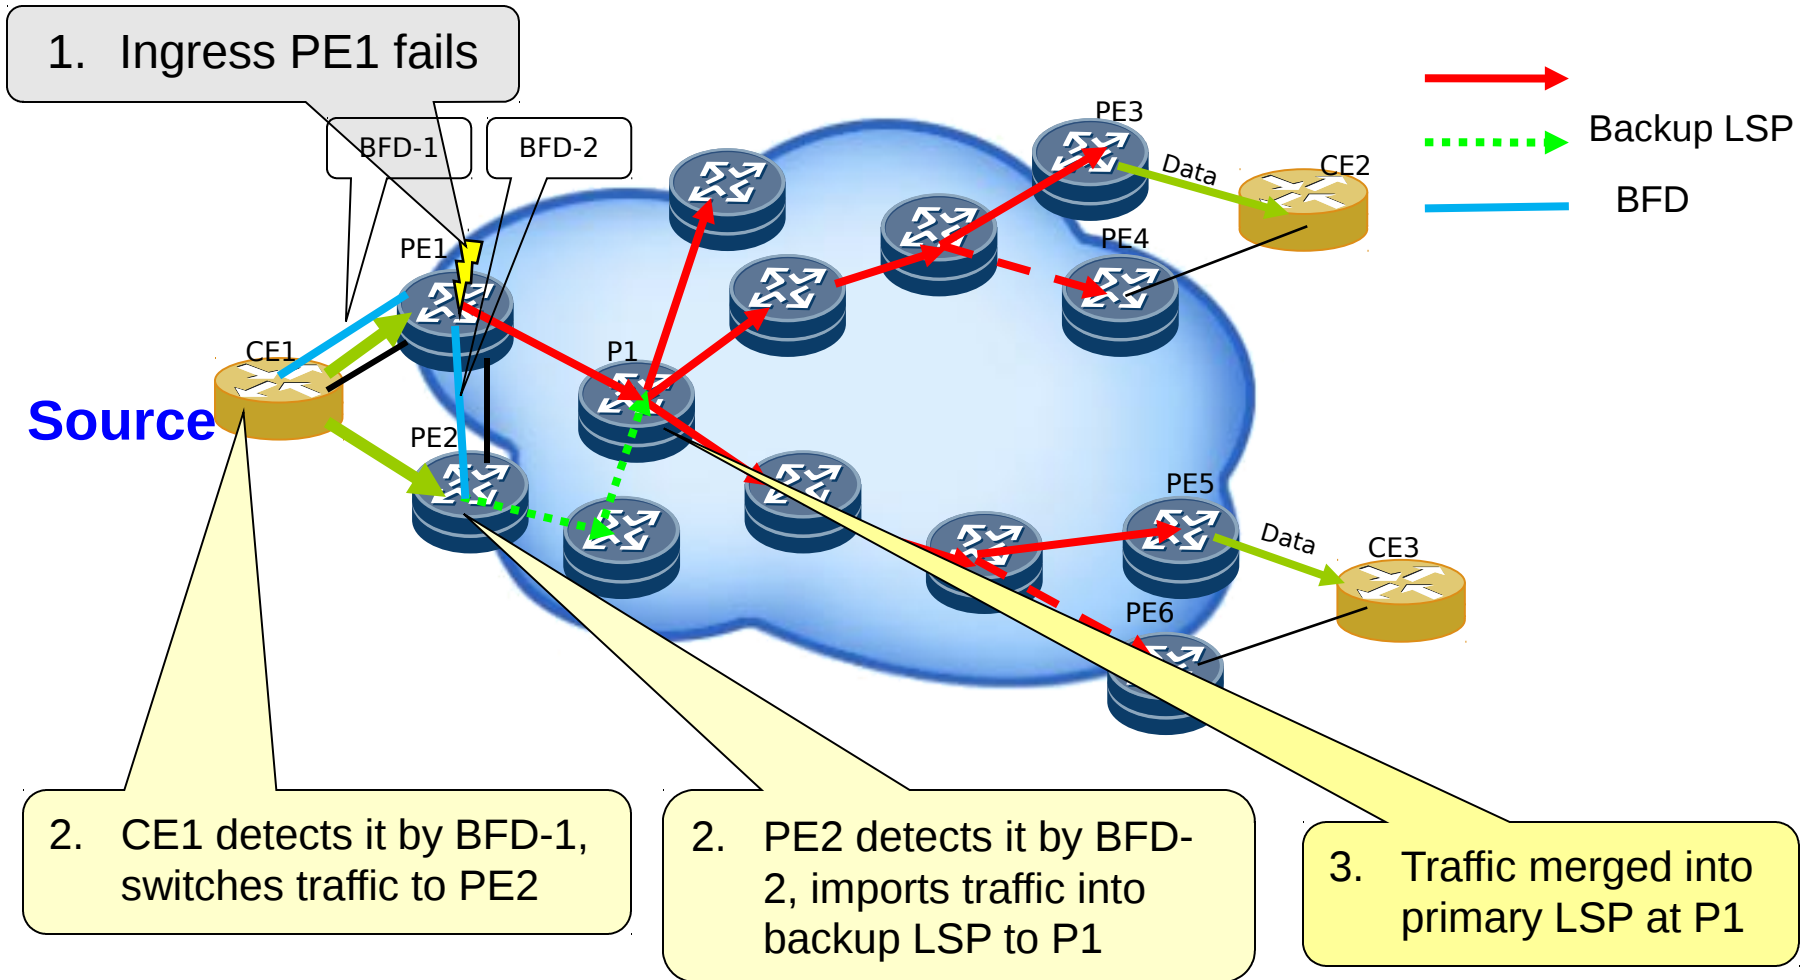 1. Ingress PE1 fails
BFD-1
BFD-2
PE3
Data
CE2
Backup LSP
BFD
PE1
PE4
CE1
P1
Source
PE2
PE5
Data
CE3
PE6
2. CE1 detects it by BFD-1,
switches traffic to PE2
2. PE2 detects it by BFD-
2, imports traffic into
backup LSP to P1
3. Traffic merged into
primary LSP at P1